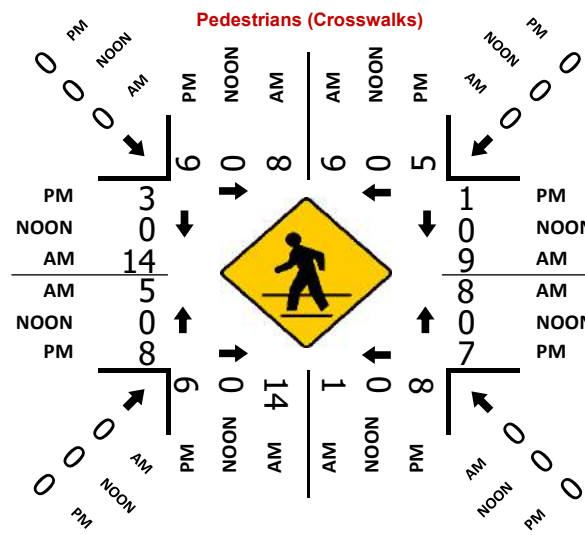 Pedestrians (Crosswalks)
0 0 0
PM NOON AM
PM NOON AM AM NOON PM
AM NOON PM
0 0 0
9 0 8 9 0 5
PM 3 1 PM
NOON 0 0 NOON
AM 14 9 AM
AM 5 8 AM
NOON 0 0 NOON
PM 8 7 PM
6 0 14 1 0 8
0 0 0
PM NOON AM
PM NOON AM AM NOON PM
AM NOON PM
0 0 0